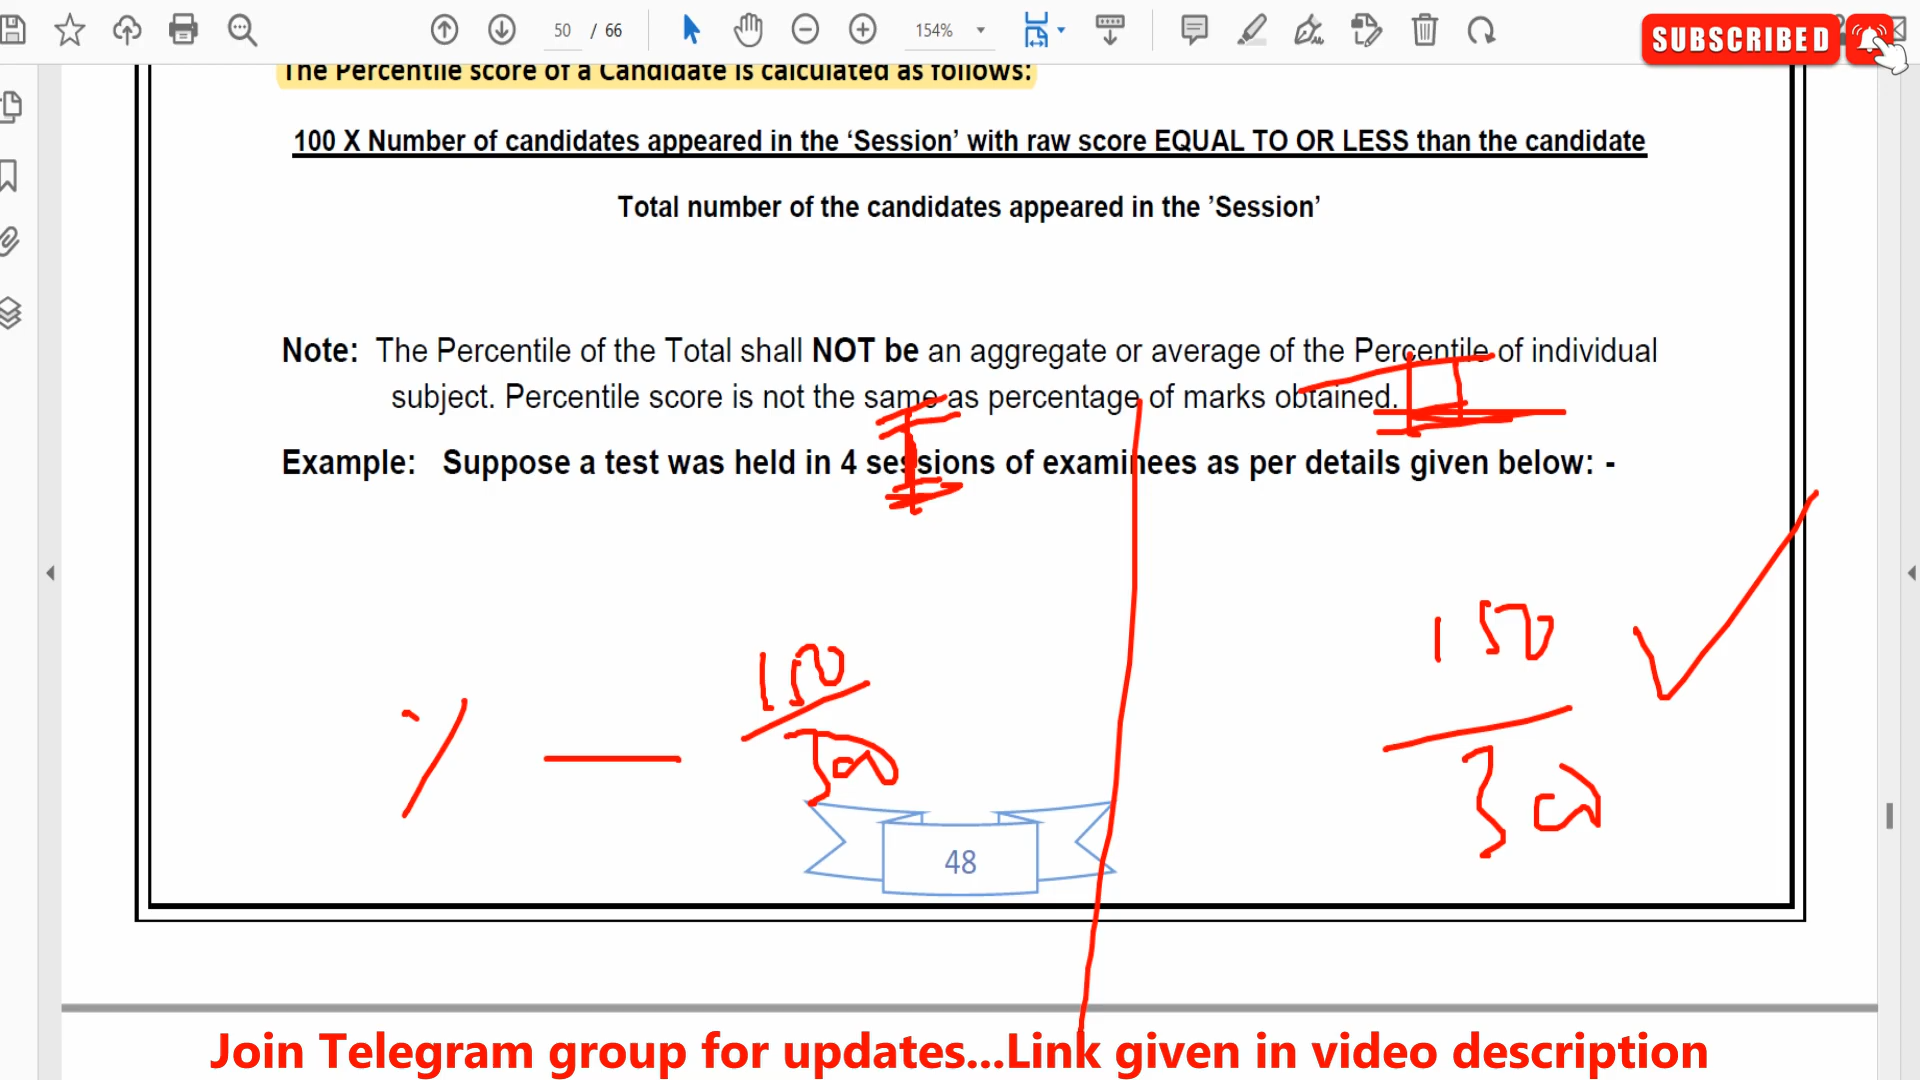 50 / 66
154%
SUBSCRIBED
The Percentile score of a Candidate is calculated as follows:
100 X Number of candidates appeared in the ‘Session’ with raw score EQUAL TO OR LESS than the candidate
Total number of the candidates appeared in the ’Session’
Note: The Percentile of the Total shall NOT be an aggregate or average of the Percentile of individual
subject. Percentile score is not the same as percentage of marks obtained.
I
II
Example: Suppose a test was held in 4 sessions of examinees as per details given below: -
% — 150
300
150
300
48
Join Telegram group for updates...Link given in video description